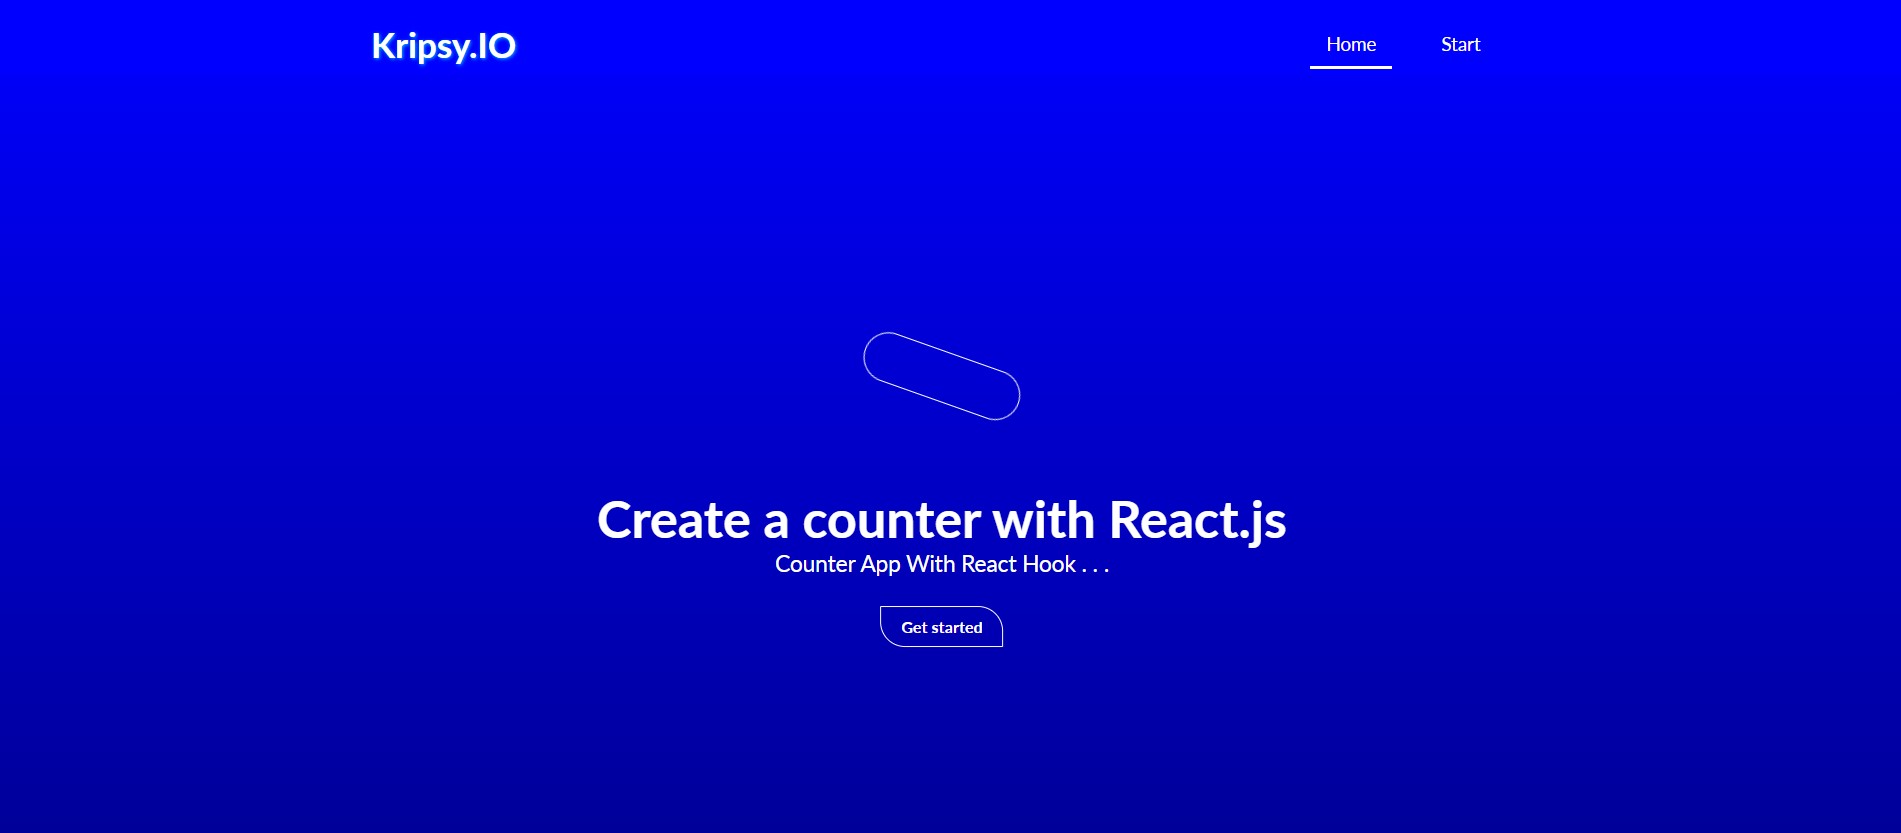 Kripsy.IO
Home
Start
Create a counter with React.js
Counter App With React Hook . . .
Get started